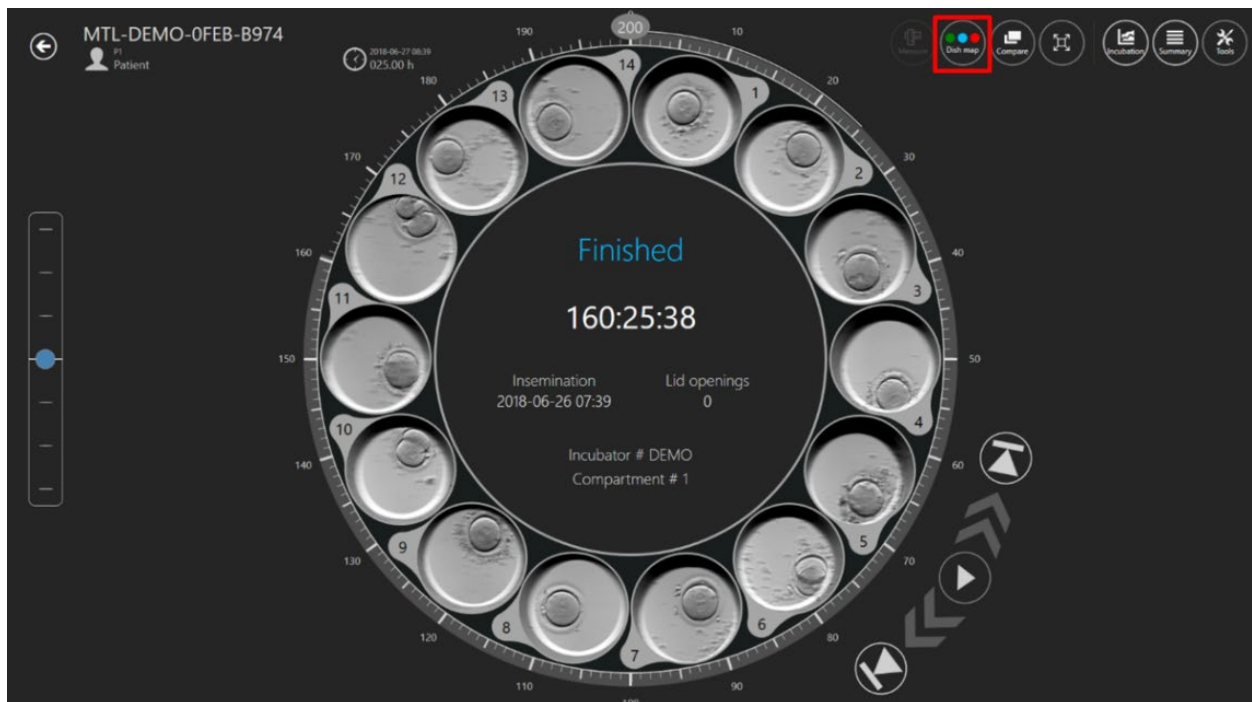 MTL-DEMO-0FEB-B974
P1
Patient
2018-06-27 08:39
025.00 h
Measure
Dish map
Compare
Incubation
Summary
Tools
200
10
20
30
40
50
60
70
80
90
100
110
120
130
140
150
160
170
180
190
1
2
3
4
5
6
7
8
9
10
11
12
13
14
Finished
160:25:38
Insemination
2018-06-26 07:39
Lid openings
0
Incubator # DEMO
Compartment # 1